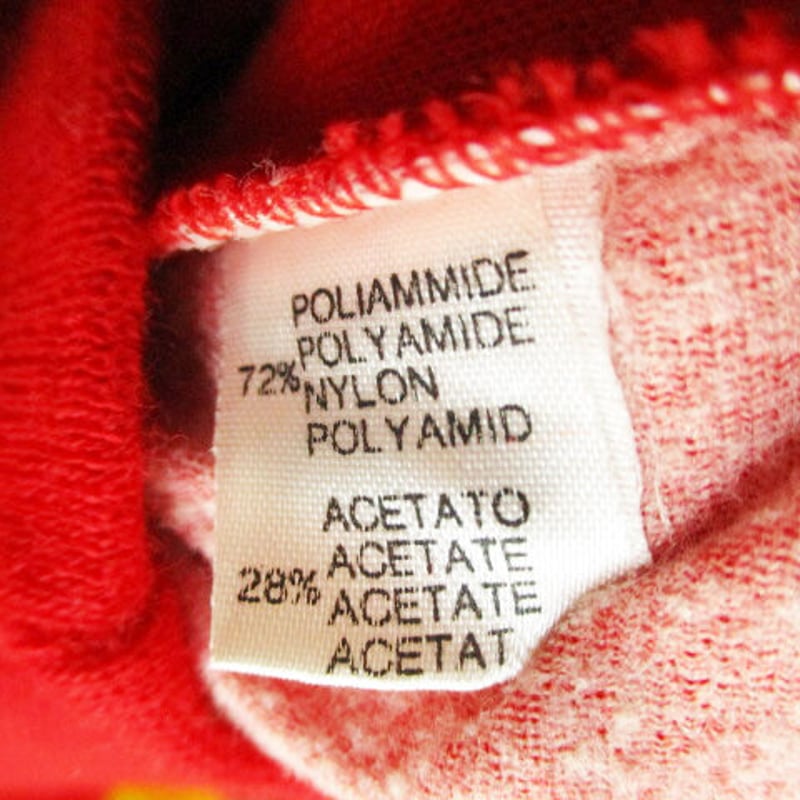 POLIAMMIDE
POLYAMIDE
72% NYLON
POLYAMID
ACETATO
ACETATE
28% ACETATE
ACETAT